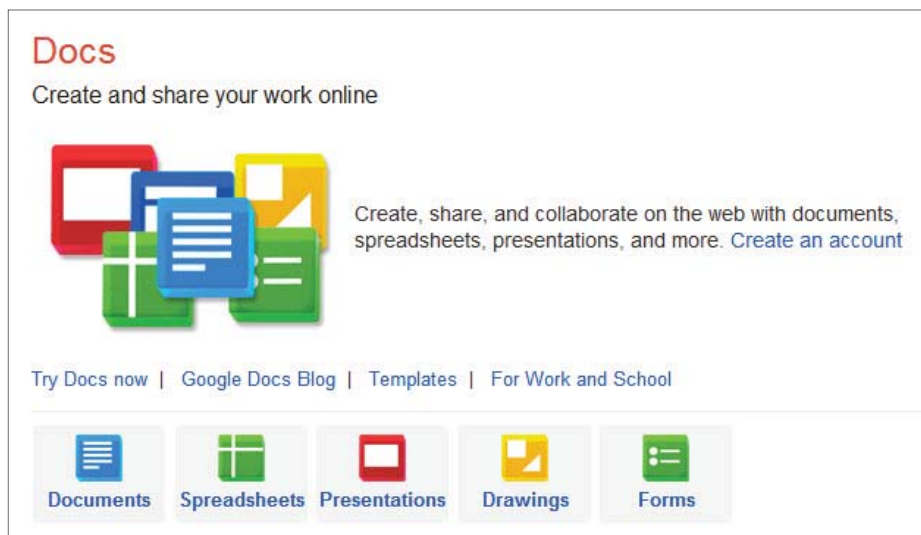 Docs
Create and share your work online
Create, share, and collaborate on the web with documents,
spreadsheets, presentations, and more. Create an account
Try Docs now | Google Docs Blog | Templates | For Work and School
Documents Spreadsheets Presentations Drawings Forms